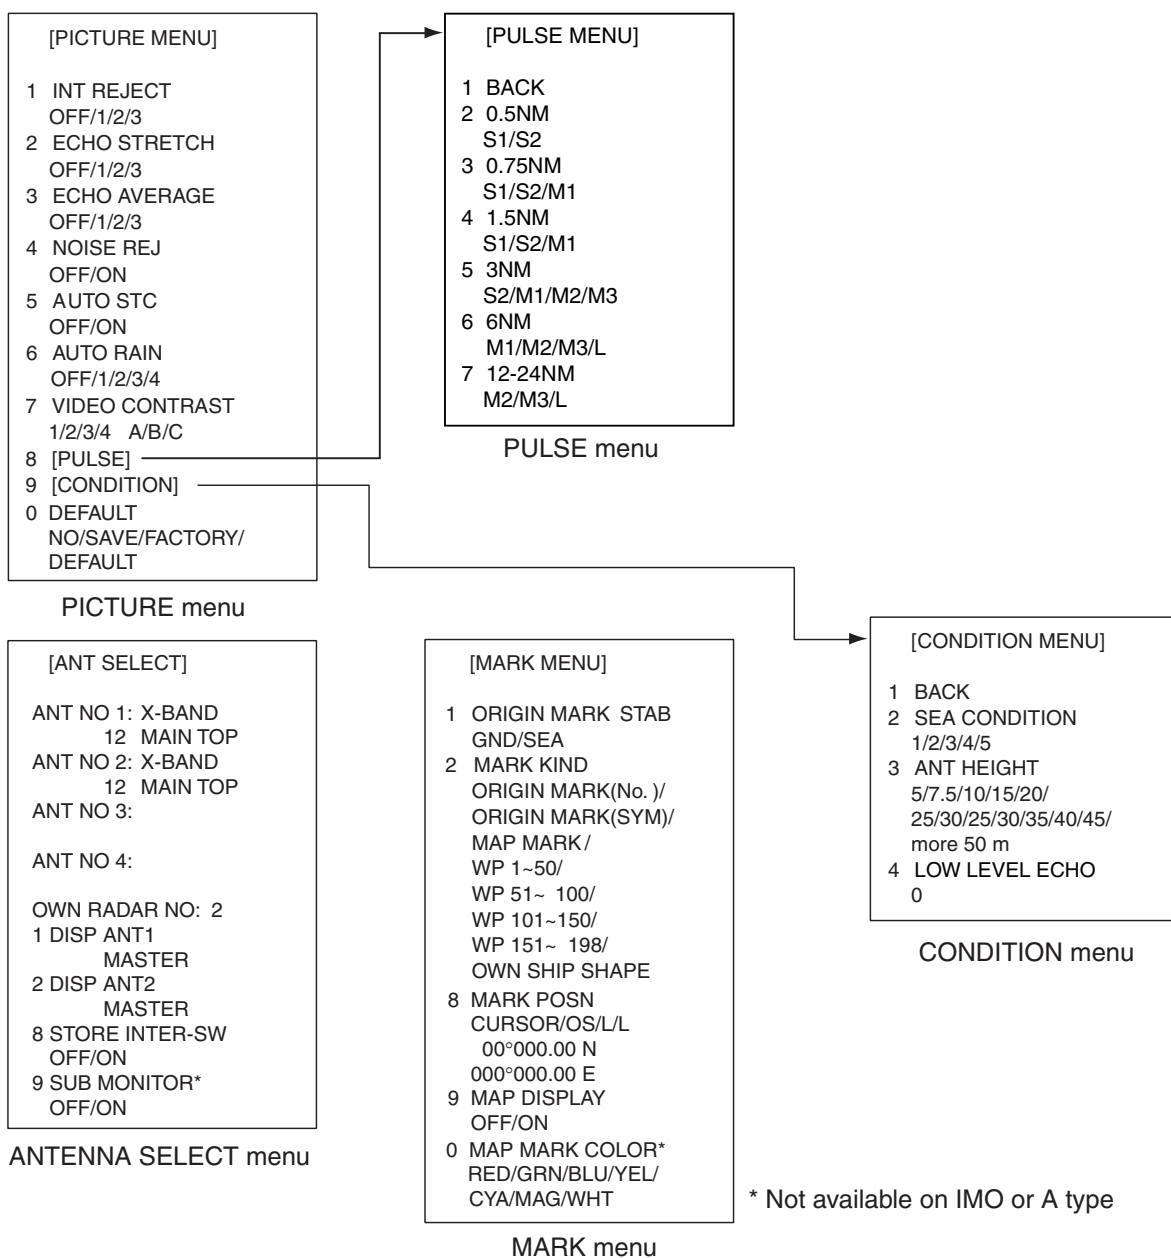 [PICTURE MENU]
1 INT REJECT
OFF/1/2/3
2 ECHO STRETCH
OFF/1/2/3
3 ECHO AVERAGE
OFF/1/2/3
4 NOISE REJ
OFF/ON
5 AUTO STC
OFF/ON
6 AUTO RAIN
OFF/1/2/3/4
7 VIDEO CONTRAST
1/2/3/4 A/B/C
8 [PULSE]
9 [CONDITION]
0 DEFAULT
NO/SAVE/FACTORY/
DEFAULT
PICTURE menu
[PULSE MENU]
1 BACK
2 0.5NM
S1/S2
3 0.75NM
S1/S2/M1
4 1.5NM
S1/S2/M1
5 3NM
S2/M1/M2/M3
6 6NM
M1/M2/M3/L
7 12-24NM
M2/M3/L
PULSE menu
[ANT SELECT]
ANT NO 1: X-BAND
12 MAIN TOP
ANT NO 2: X-BAND
12 MAIN TOP
ANT NO 3:
ANT NO 4:
OWN RADAR NO: 2
1 DISP ANT1
MASTER
2 DISP ANT2
MASTER
8 STORE INTER-SW
OFF/ON
9 SUB MONITOR*
OFF/ON
ANTENNA SELECT menu
[MARK MENU]
1 ORIGIN MARK STAB
GND/SEA
2 MARK KIND
ORIGIN MARK(No. )/
ORIGIN MARK(SYM)/
MAP MARK/
WP 1~50/
WP 51~ 100/
WP 101~150/
WP 151~ 198/
OWN SHIP SHAPE
8 MARK POSN
CURSOR/OS/L/L
00°000.00 N
000°000.00 E
9 MAP DISPLAY
OFF/ON
0 MAP MARK COLOR*
RED/GRN/BLU/YEL/
CYA/MAG/WHT
MARK menu
[CONDITION MENU]
1 BACK
2 SEA CONDITION
1/2/3/4/5
3 ANT HEIGHT
5/7.5/10/15/20/
25/30/25/30/35/40/45/
more 50 m
4 LOW LEVEL ECHO
0
CONDITION menu
* Not available on IMO or A type